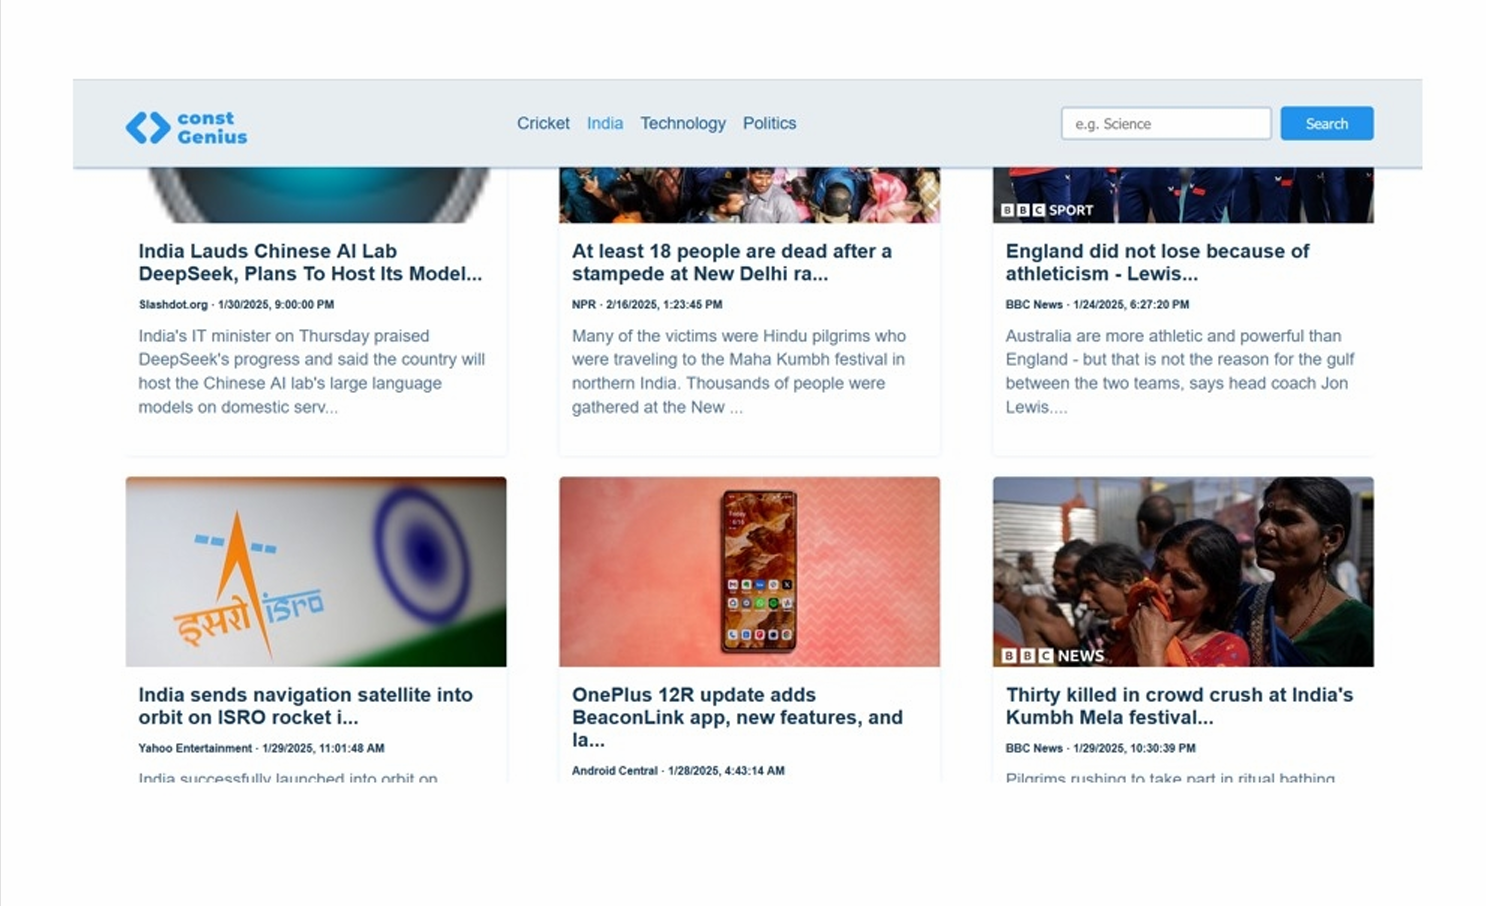 const
Genius
Cricket India Technology Politics
e.g. Science
Search
BBC SPORT
India Lauds Chinese AI Lab
DeepSeek, Plans To Host Its Model...
Slashdot.org · 1/30/2025, 9:00:00 PM
India's IT minister on Thursday praised
DeepSeek's progress and said the country will
host the Chinese AI lab's large language
models on domestic serv...
At least 18 people are dead after a
stampede at New Delhi ra...
NPR · 2/16/2025, 1:23:45 PM
Many of the victims were Hindu pilgrims who
were traveling to the Maha Kumbh festival in
northern India. Thousands of people were
gathered at the New ...
England did not lose because of
athleticism - Lewis...
BBC News · 1/24/2025, 6:27:20 PM
Australia are more athletic and powerful than
England - but that is not the reason for the gulf
between the two teams, says head coach Jon
Lewis....
इसरो isro
BBC NEWS
India sends navigation satellite into
orbit on ISRO rocket i...
Yahoo Entertainment · 1/29/2025, 11:01:48 AM
India successfully launched into orbit on
OnePlus 12R update adds
BeaconLink app, new features, and
la...
Android Central · 1/28/2025, 4:43:14 AM
Thirty killed in crowd crush at India's
Kumbh Mela festival...
BBC News · 1/29/2025, 10:30:39 PM
Pilgrims rushing to take part in ritual bathing